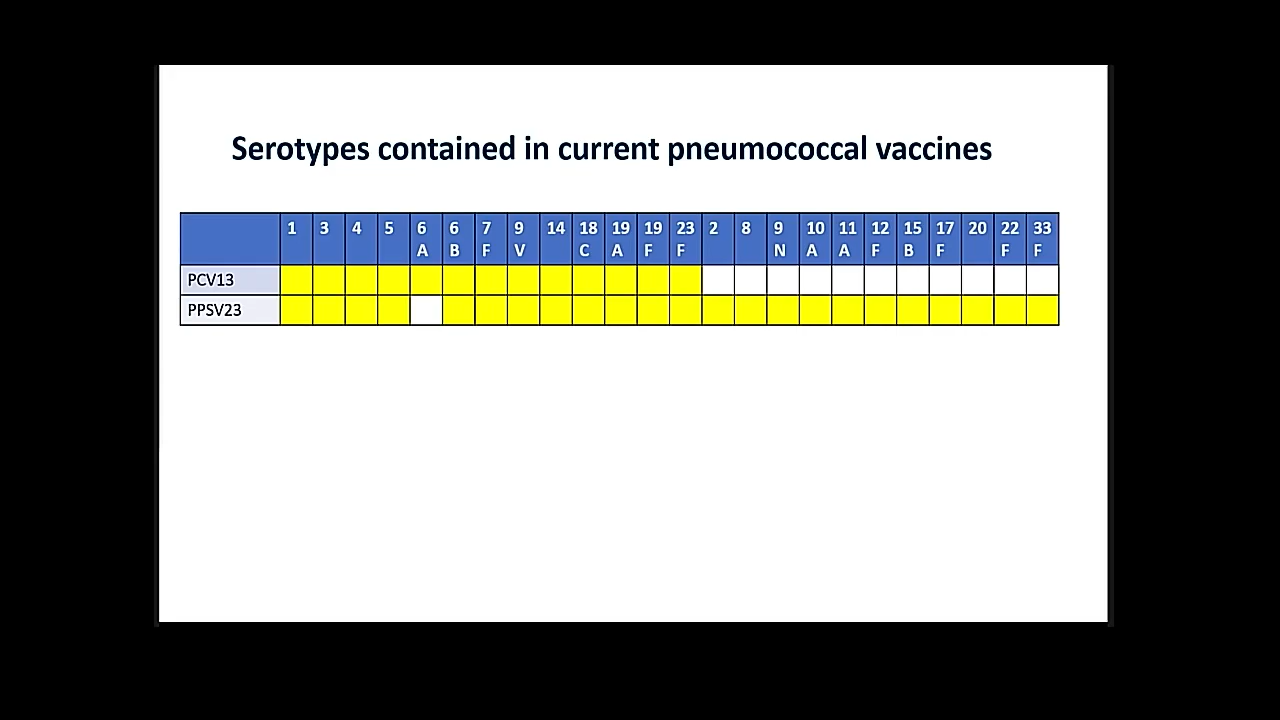 Serotypes contained in current pneumococcal vaccines
1 3 4 5 6A 6B 7F 9V 14 18C 19A 19F 23F 2 8 9N 10A 11A 12F 15B 17F 20 22F 33F
PCV13
PPSV23